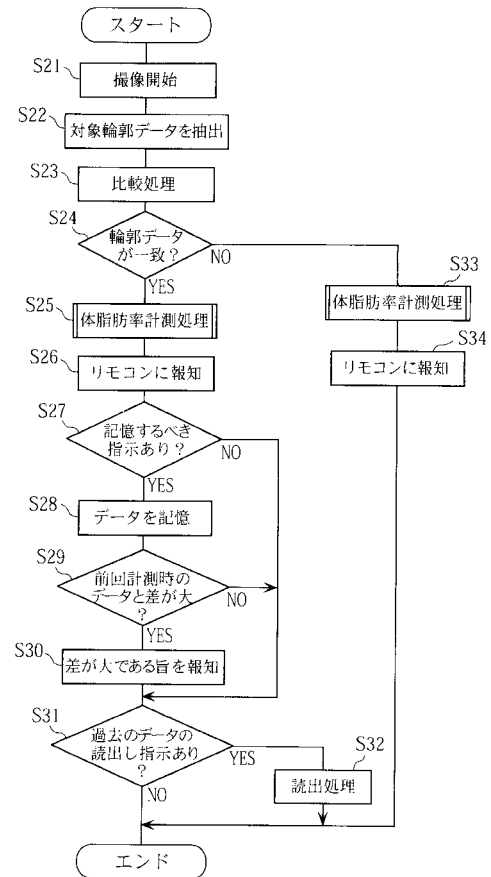 スタート
S21
撮像開始
S22
対象輪郭データを抽出
S23
比較処理
S24
輪郭データ
が一致?
NO
YES
S33
体脂肪率計測処理
S25
体脂肪率計測処理
S34
リモコンに報知
S26
リモコンに報知
S27
記憶するべき
指示あり?
NO
YES
S28
データを記憶
S29
前回計測時の
データと差が大
?
NO
YES
S30
差が大である旨を報知
S31
過去のデータの
読出し指示あり
?
YES
S32
読出処理
NO
エンド